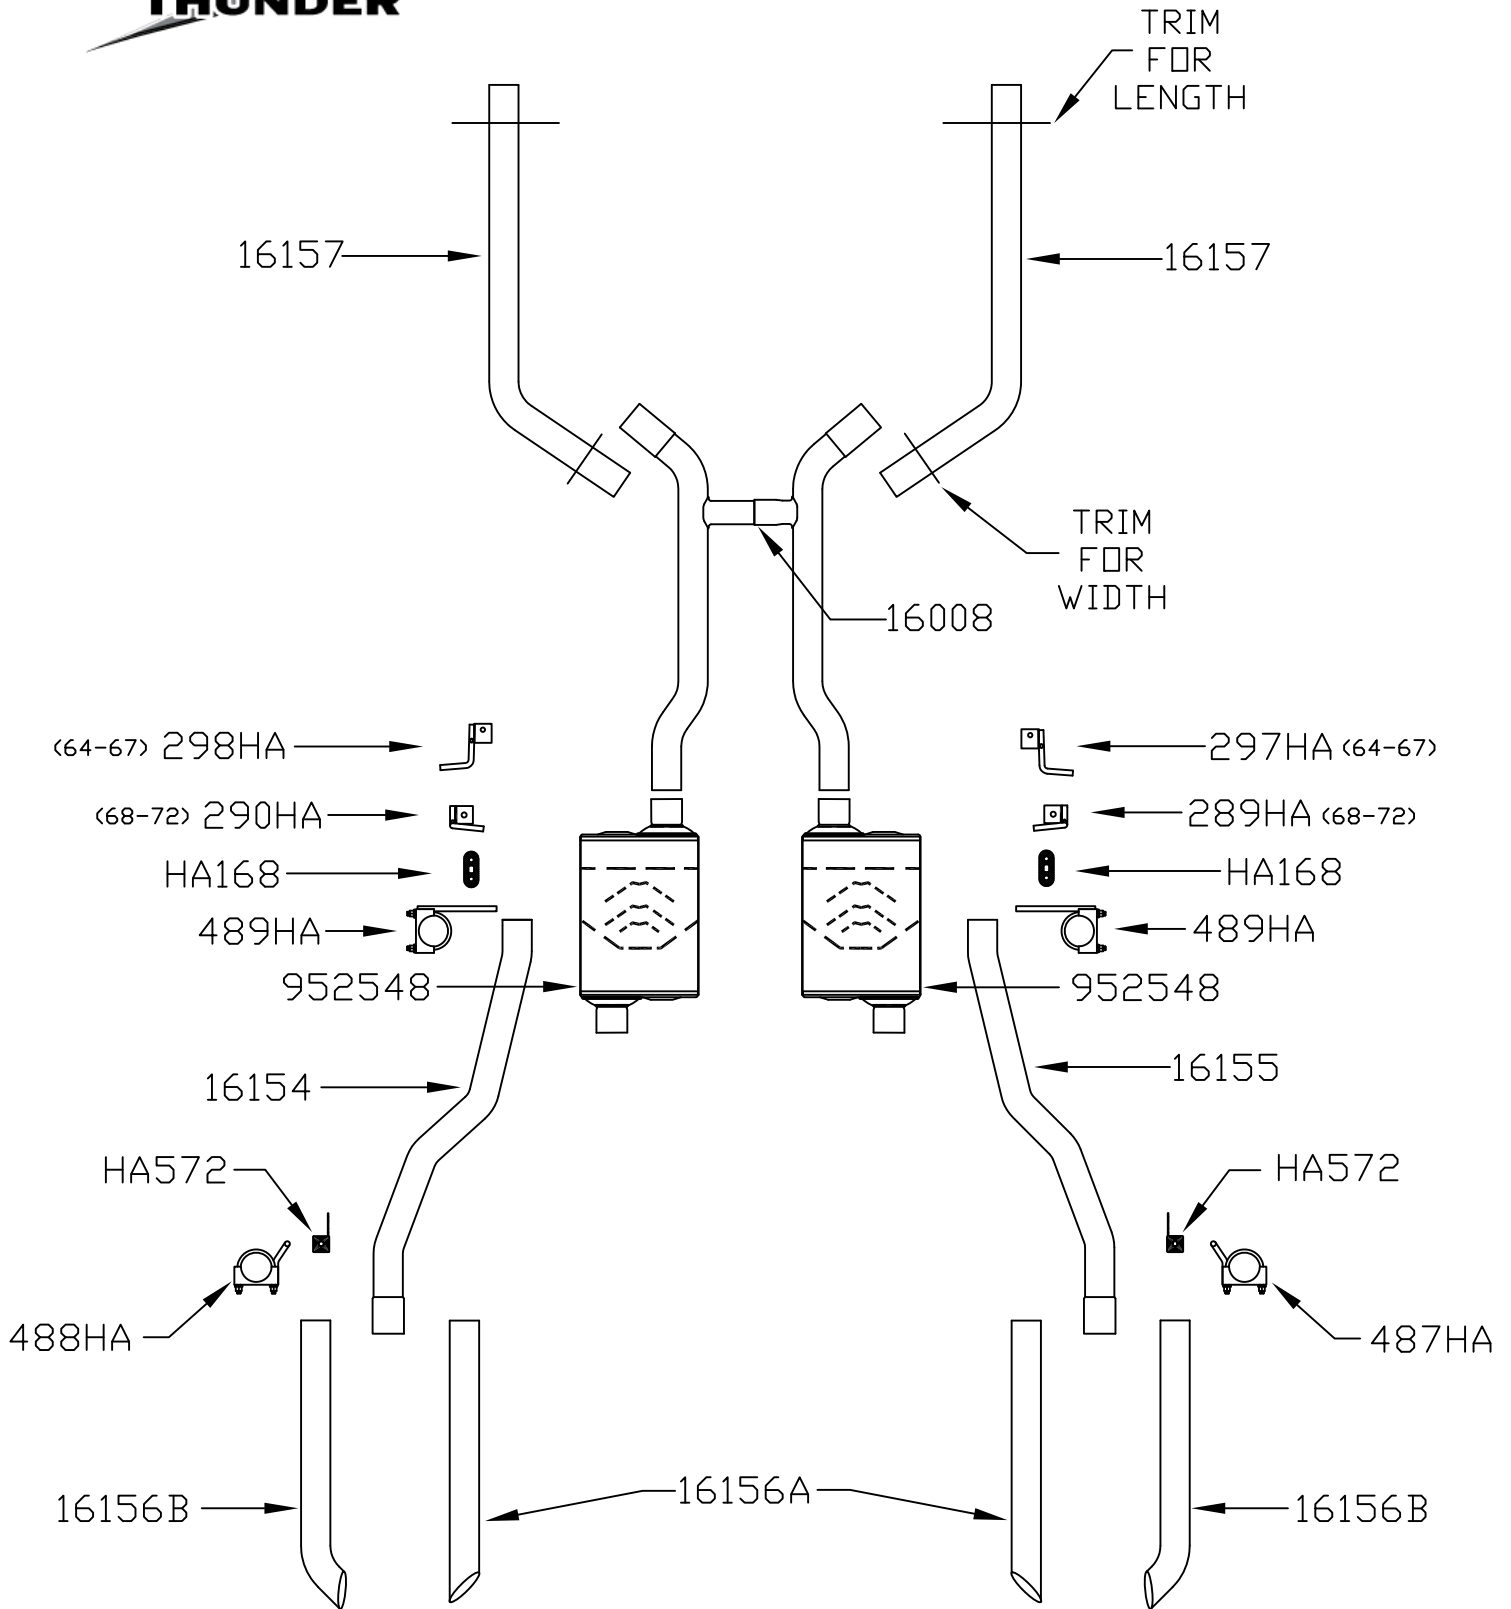 THUNDER
TRIM
FOR
LENGTH
16157
16157
TRIM
FOR
WIDTH
16008
(64-67) 298HA
297HA (64-67)
(68-72) 290HA
289HA (68-72)
HA168
HA168
489HA
489HA
952548
952548
16154
16155
HA572
HA572
488HA
487HA
16156B
16156A
16156B